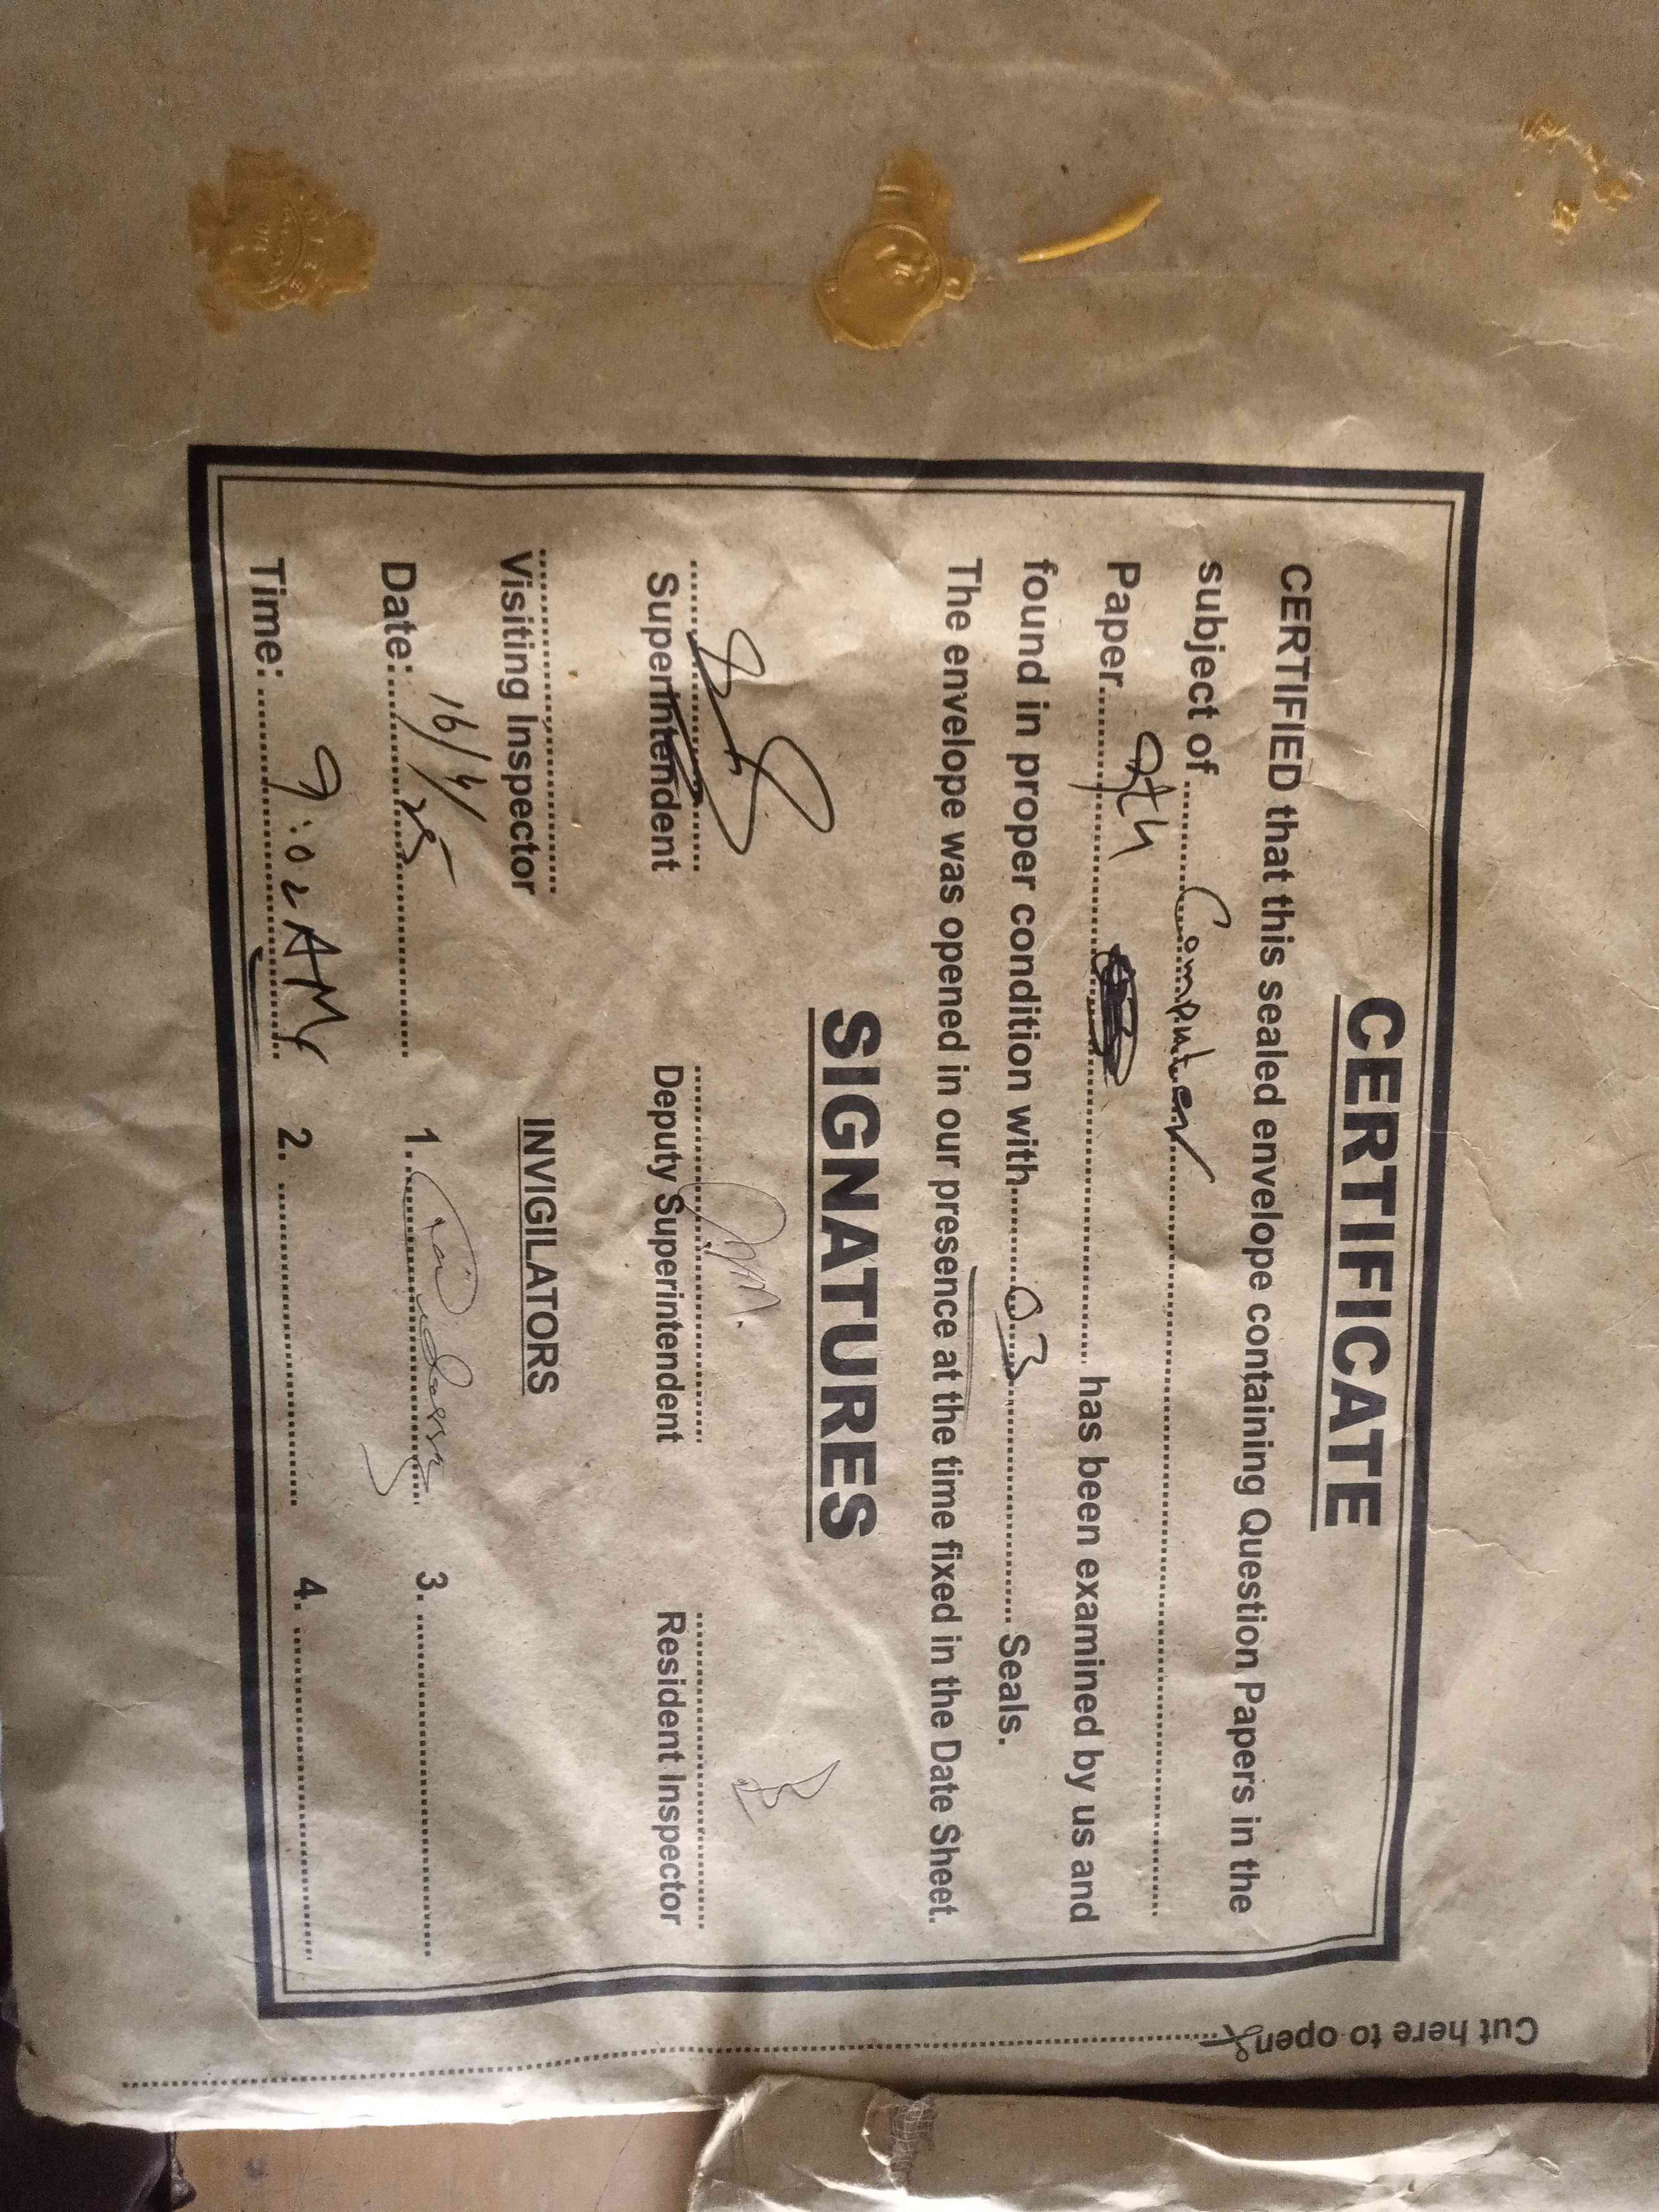 CERTIFICATE
CERTIFIED that this sealed envelope containing Question Papers in the
subject of ........ Computer ........
Paper ........ 9th ........ has been examined by us and
found in proper condition with ........ 03 ........ Seals.
The envelope was opened in our presence at the time fixed in the Date Sheet.
SIGNATURES
Superintendent Deputy Superintendent Resident Inspector
Visiting Inspector
INVIGILATORS
Date: 16/4/25 1. 3. ........
Time: 9:02 AM 2. ........ 4. ........
Cut here to open